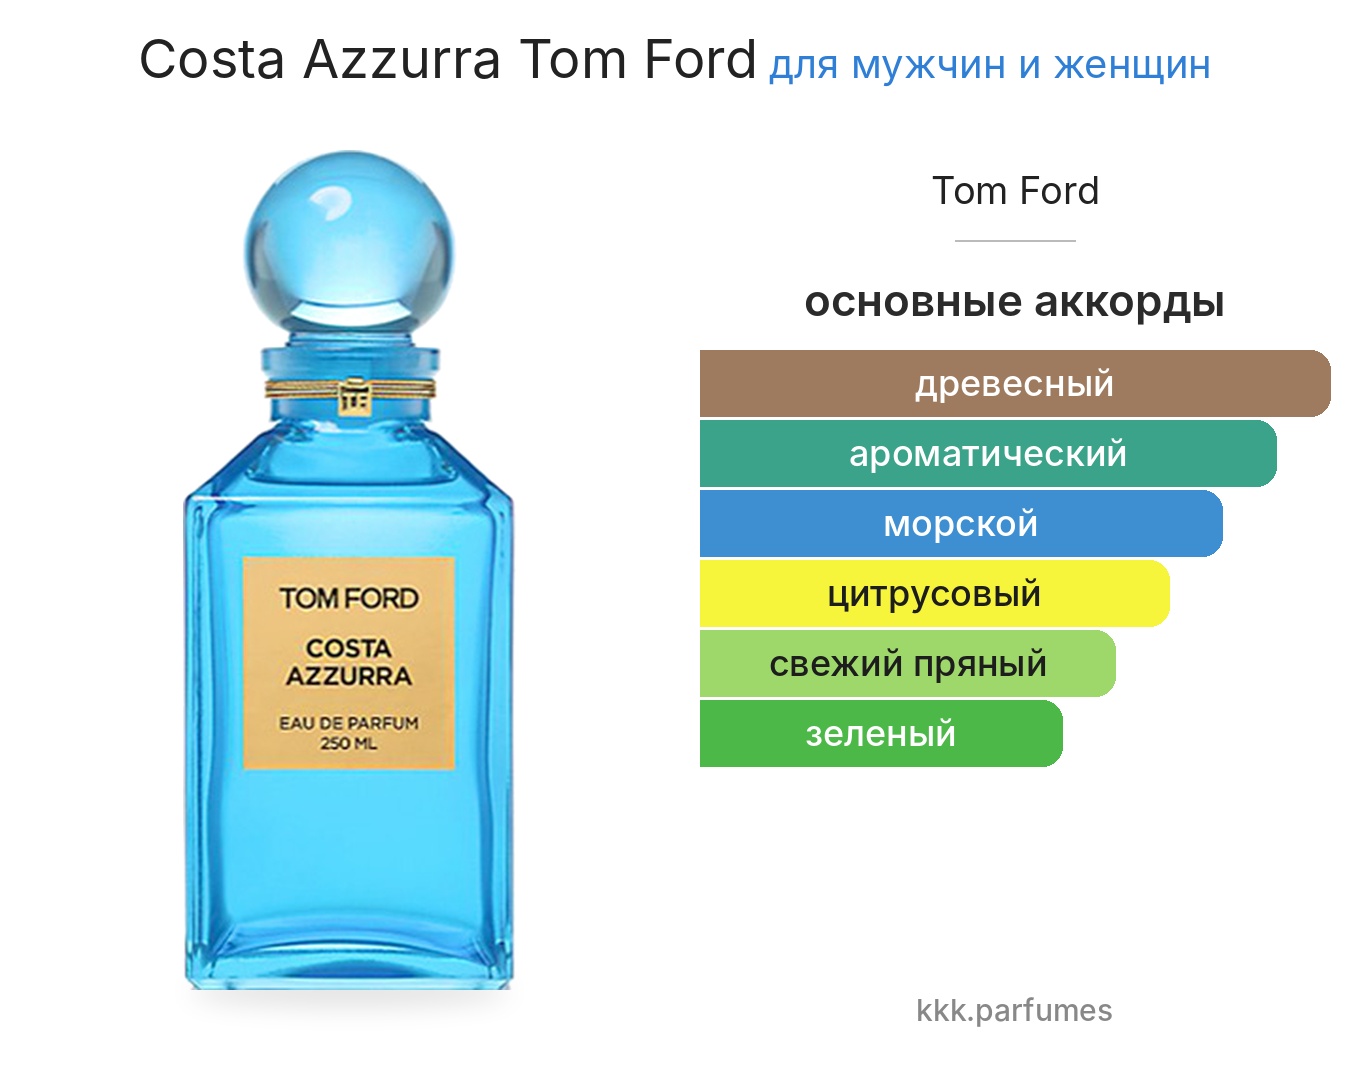 Costa Azzurra Tom Ford для мужчин и женщин
TOM FORD
COSTA
AZZURRA
EAU DE PARFUM
250 ML
Tom Ford
основные аккорды
древесный
ароматический
морской
цитрусовый
свежий пряный
зеленый
kkk.parfumes